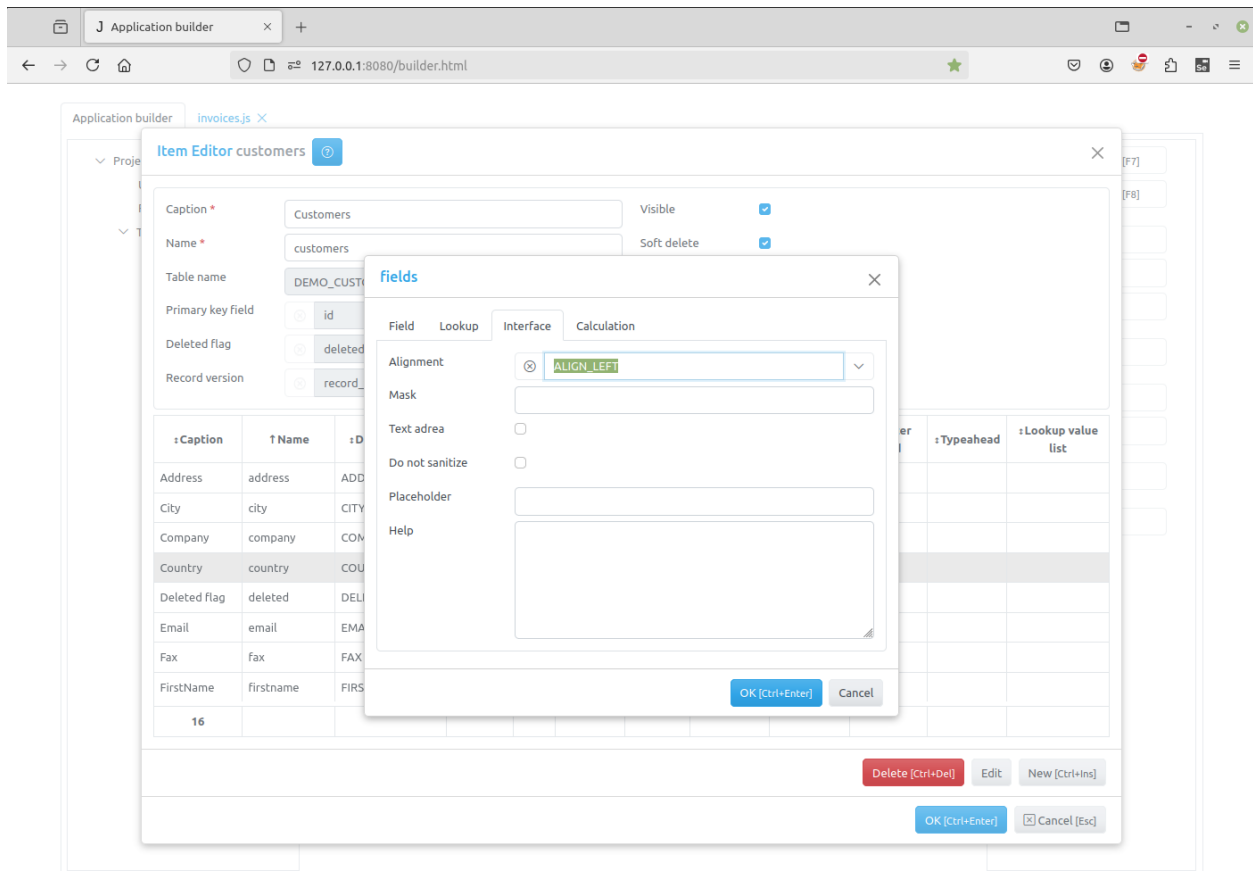 J Application builder
127.0.0.1:8080/builder.html
Se
Application builder invoices.js
Item Editor customers
Proje
[F7]
[F8]
Caption * Customers Visible
Name * customers Soft delete
Table name DEMO_CUST
Primary key field id
Deleted flag deleted
Record version record_
fields
Field Lookup Interface Calculation
Alignment ALIGN_LEFT
Mask
Text adrea
Do not sanitize
Placeholder
Help
OK [Ctrl+Enter] Cancel
Caption Name D er Typeahead Lookup value
list
Address address ADD
City city CITY
Company company COM
Country country COU
Deleted flag deleted DELI
Email email EMA
Fax fax FAX
FirstName firstname FIRS
16
Delete [Ctrl+Del] Edit New [Ctrl+Ins]
OK [Ctrl+Enter] Cancel [Esc]